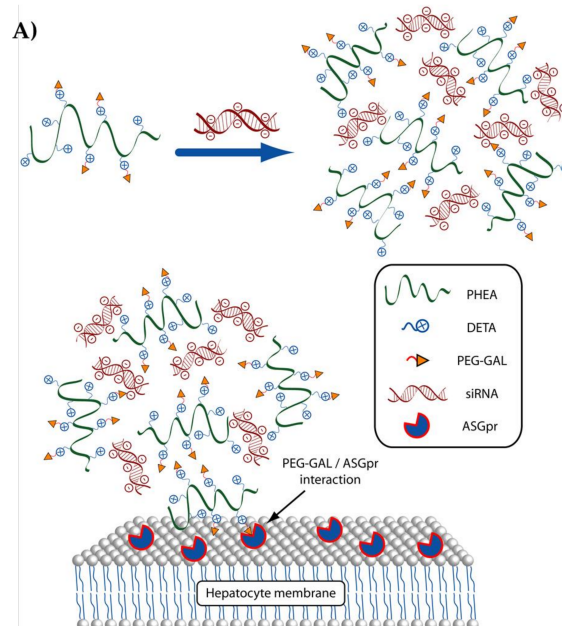 A)
PHEA
DETA
PEG-GAL
siRNA
ASGpr
PEG-GAL / ASGpr
interaction
Hepatocyte membrane